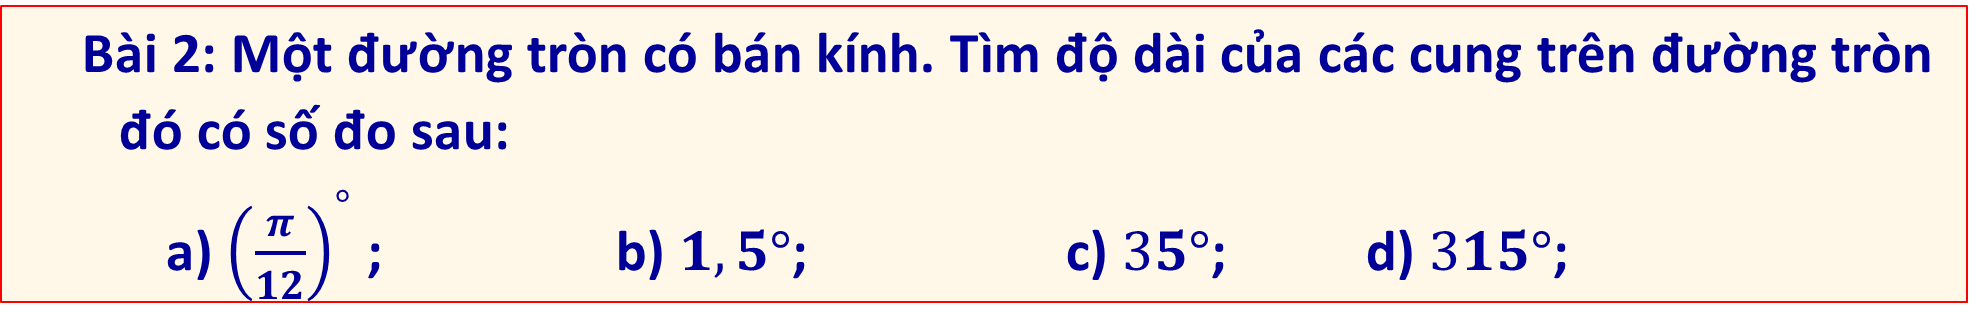 Bài 2: Một đường tròn có bán kính. Tìm độ dài của các cung trên đường tròn
đó có số đo sau:
a) (π/12)° ; b) 1, 5°; c) 35°; d) 315°;